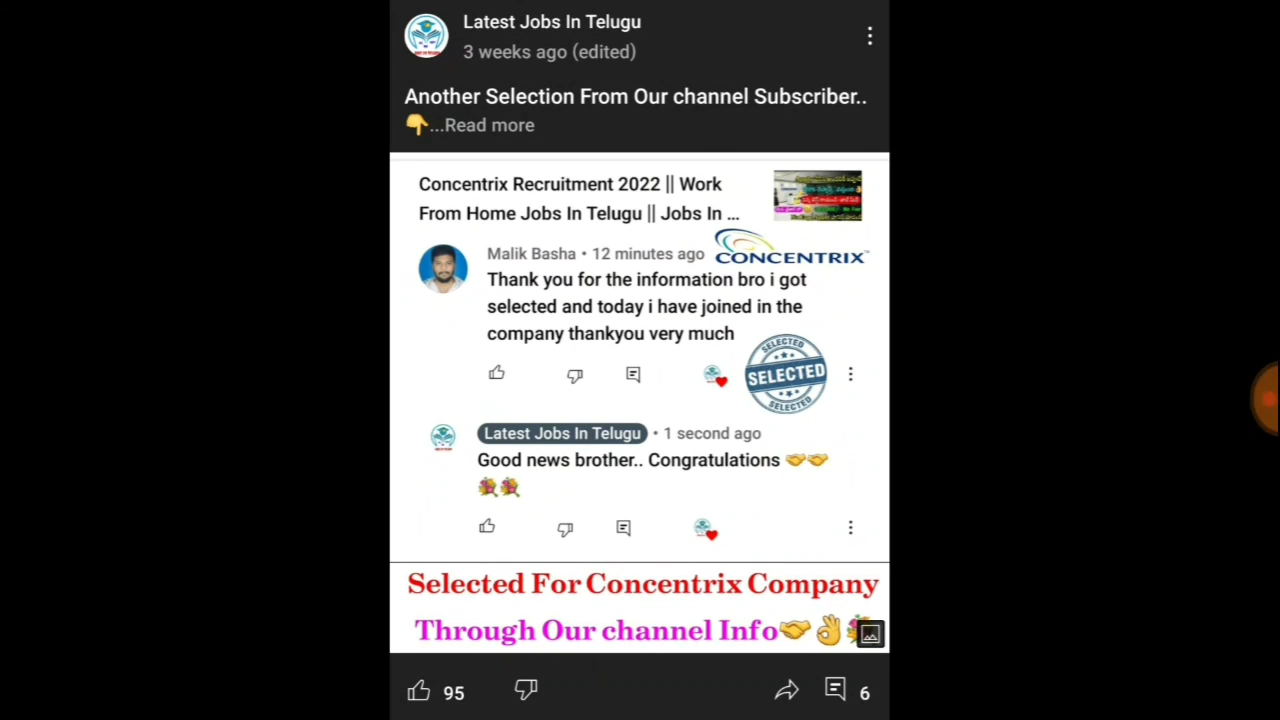 Latest Jobs In Telugu
3 weeks ago (edited)
Another Selection From Our channel Subscriber..
👇...Read more
Concentrix Recruitment 2022 || Work
From Home Jobs In Telugu || Jobs In ...
Malik Basha • 12 minutes ago
CONCENTRIX™
Thank you for the information bro i got
selected and today i have joined in the
company thankyou very much
SELECTED
SELECTED
SELECTED
Latest Jobs In Telugu • 1 second ago
Good news brother.. Congratulations 🤝🤝
💐💐
Selected For Concentrix Company
Through Our channel Info🤝👌💐
95
6